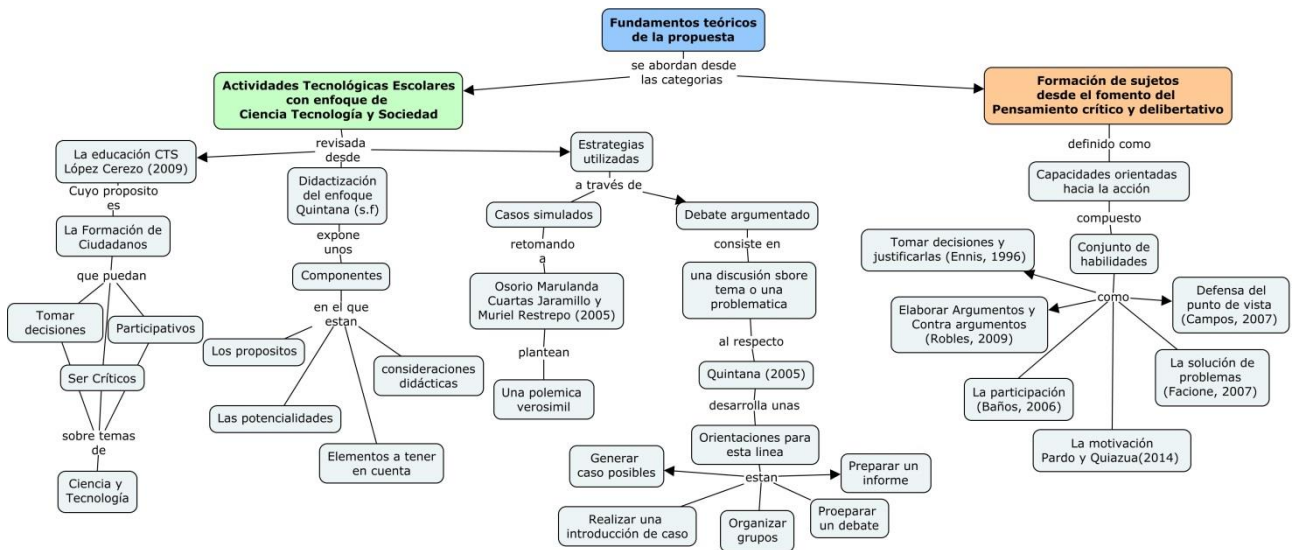 Fundamentos teóricos
de la propuesta
se abordan desde
las categorias
Actividades Tecnológicas Escolares
con enfoque de
Ciencia Tecnología y Sociedad
revisada
desde
La educación CTS
López Cerezo (2009)
Cuyo proposito
es
La Formación de
Ciudadanos
que puedan
Tomar
decisiones
Participativos
Ser Críticos
sobre temas
de
Ciencia y
Tecnología
Didactización
del enfoque
Quintana (s.f)
expone
unos
Componentes
en el que
estan
Los propositos
Las potencialidades
Elementos a tener
en cuenta
consideraciones
didácticas
Estrategias
utilizadas
a través de
Casos simulados
retomando
a
Osorio Marulanda
Cuartas Jaramillo y
Muriel Restrepo (2005)
plantean
Una polemica
verosimil
Debate argumentado
consiste en
una discusión sbore
tema o una
problematica
al respecto
Quintana (2005)
desarrolla unas
Orientaciones para
esta linea
estan
Generar
caso posibles
Realizar una
introducción de caso
Organizar
grupos
Proeparar
un debate
Preparar un
informe
Formación de sujetos
desde el fomento del
Pensamiento crítico y delibertativo
definido como
Capacidades orientadas
hacia la acción
compuesto
Conjunto de
habilidades
como
Tomar decisiones y
justificarlas (Ennis, 1996)
Elaborar Argumentos y
Contra argumentos
(Robles, 2009)
La participación
(Baños, 2006)
La motivación
Pardo y Quiazua(2014)
La solución de
problemas
(Facione, 2007)
Defensa del
punto de vista
(Campos, 2007)